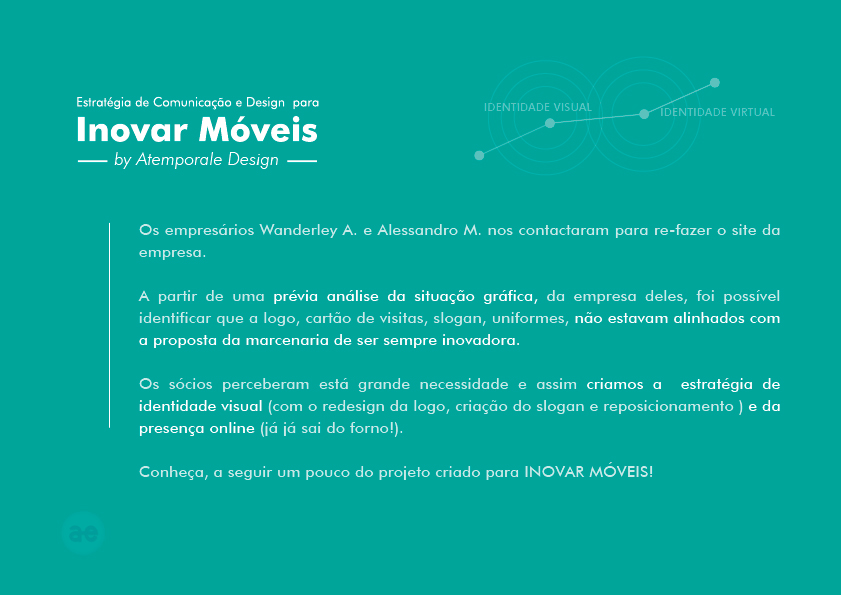 Estratégia de Comunicação e Design para
Inovar Móveis
by Atemporale Design
IDENTIDADE VISUAL
IDENTIDADE VIRTUAL
Os empresários Wanderley A. e Alessandro M. nos contactaram para re-fazer o site da
empresa.
A partir de uma prévia análise da situação gráfica, da empresa deles, foi possível
identificar que a logo, cartão de visitas, slogan, uniformes, não estavam alinhados com
a proposta da marcenaria de ser sempre inovadora.
Os sócios perceberam está grande necessidade e assim criamos a estratégia de
identidade visual (com o redesign da logo, criação do slogan e reposicionamento ) e da
presença online (já já sai do forno!).
Conheça, a seguir um pouco do projeto criado para INOVAR MÓVEIS!
ae